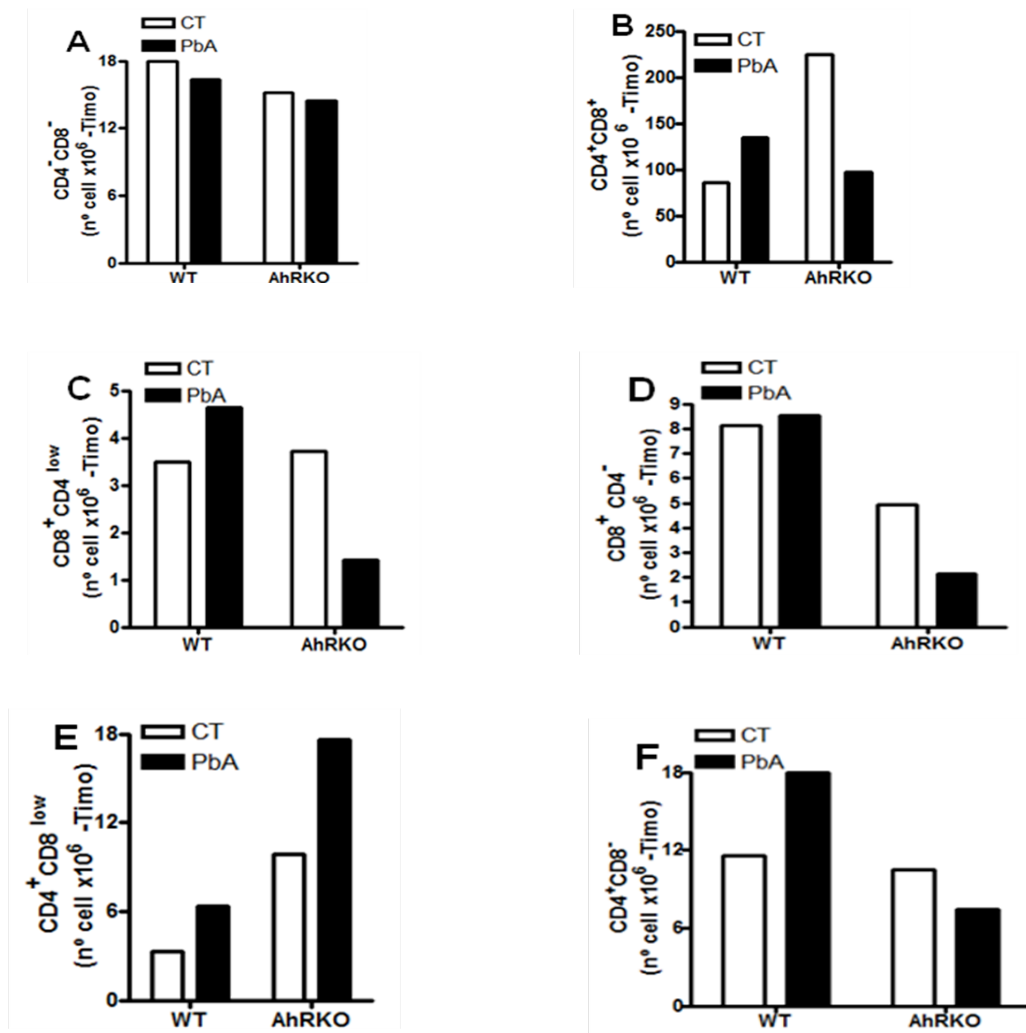 A
CT
PbA
CD4⁻CD8⁻
(nº cell x10⁶ -Timo)
18
15
12
6
0
WT
AhRKO
B
CT
PbA
CD4⁺CD8⁺
(nº cell x10⁶ -Timo)
250
200
150
100
50
0
WT
AhRKO
C
CT
PbA
CD8⁺CD4ˡᵒʷ
(nº cell x10⁶ -Timo)
5
4
3
2
1
0
WT
AhRKO
D
CT
PbA
CD8⁺ CD4⁻
(nº cell x10⁶ -Timo)
9
8
7
6
5
4
3
2
1
0
WT
AhRKO
E
CT
PbA
CD4⁺CD8ˡᵒʷ
(nº cell x10⁶ -Timo)
18
12
6
0
WT
AhRKO
F
CT
PbA
CD4⁺CD8⁻
(nº cell x10⁶ -Timo)
18
12
6
0
WT
AhRKO